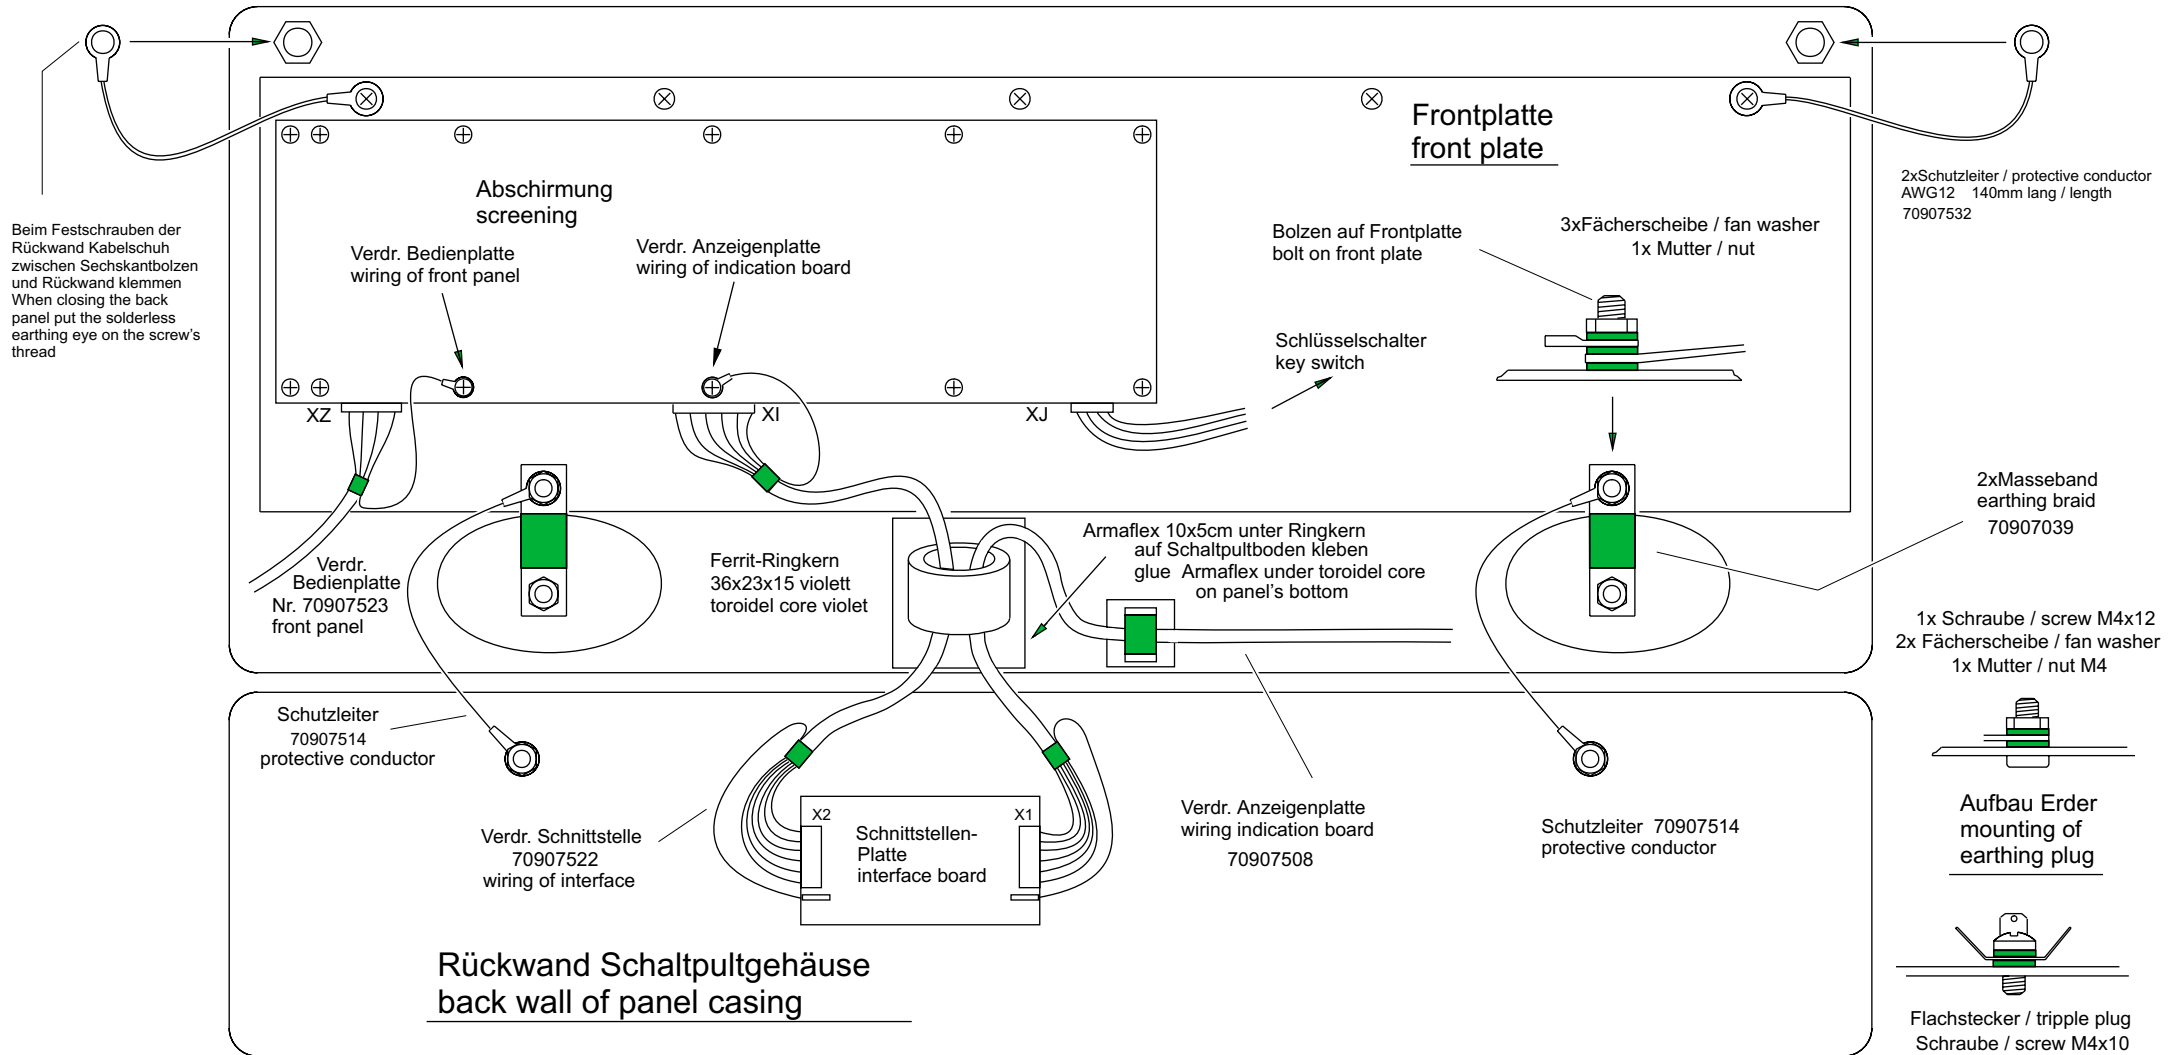 Frontplatte
front plate
Abschirmung
screening
2xSchutzleiter / protective conductor
AWG12 140mm lang / length
70907532
Beim Festschrauben der
Rückwand Kabelschuh
zwischen Sechskantbolzen
und Rückwand klemmen
When closing the back
panel put the solderless
earthing eye on the screw's
thread
Verdr. Bedienplatte
wiring of front panel
Verdr. Anzeigenplatte
wiring of indication board
Bolzen auf Frontplatte
bolt on front plate
3xFächerscheibe / fan washer
1x Mutter / nut
Schlüsselschalter
key switch
XZ
XI
XJ
2xMasseband
earthing braid
70907039
Verdr.
Bedienplatte
Nr. 70907523
front panel
Ferrit-Ringkern
36x23x15 violett
toroidel core violet
Armaflex 10x5cm unter Ringkern
auf Schaltpultboden kleben
glue Armaflex under toroidel core
on panel's bottom
1x Schraube / screw M4x12
2x Fächerscheibe / fan washer
1x Mutter / nut M4
Schutzleiter
70907514
protective conductor
Verdr. Schnittstelle
70907522
wiring of interface
X2
X1
Schnittstellen-
Platte
interface board
Verdr. Anzeigenplatte
wiring indication board
70907508
Schutzleiter 70907514
protective conductor
Aufbau Erder
mounting of
earthing plug
Rückwand Schaltpultgehäuse
back wall of panel casing
Flachstecker / tripple plug
Schraube / screw M4x10